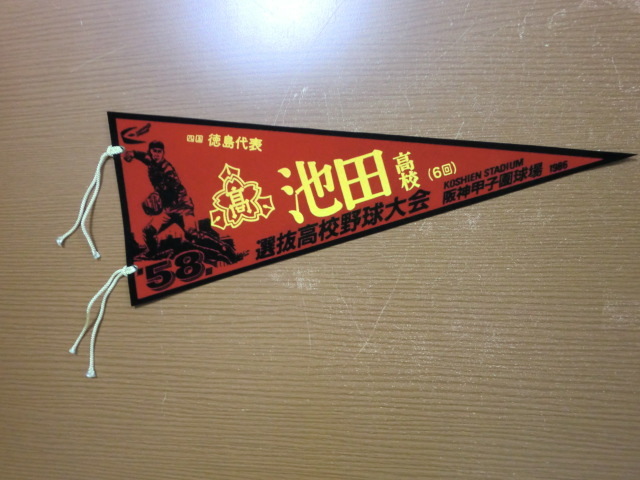 四国 徳島代表
高
池田高校(6回)
選抜高校野球大会
KOSHIEN STADIUM
阪神甲子園球場 1986
'58.